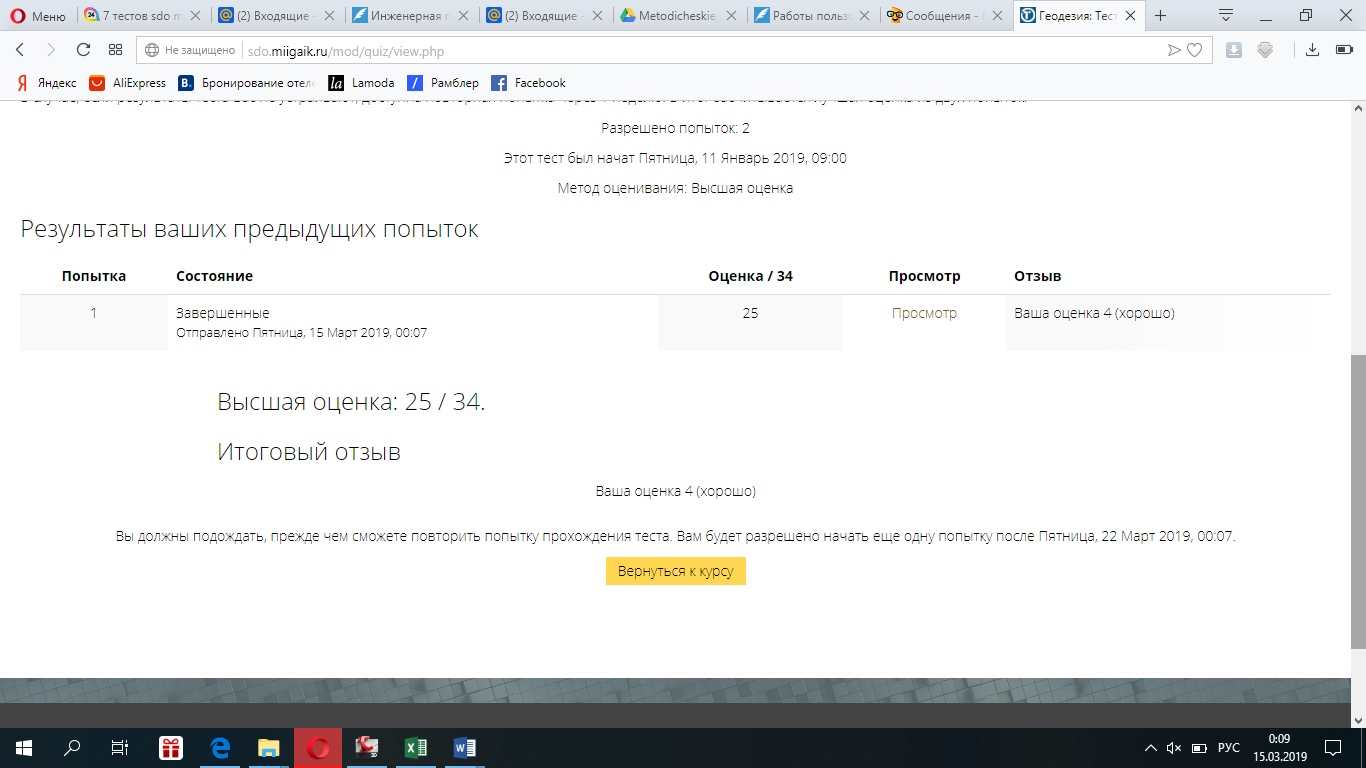 Меню
7 тестов sdo m
(2) Входящие -
Инженерная г
(2) Входящие -
Metodicheskie_
Работы польз
Сообщения -
Геодезия: Тест
Не защищено
sdo.miigaik.ru/mod/quiz/view.php
Яндекс
AliExpress
Бронирование отеле
Lamoda
Рамблер
Facebook
Разрешено попыток: 2
Этот тест был начат Пятница, 11 Январь 2019, 09:00
Метод оценивания: Высшая оценка
Результаты ваших предыдущих попыток
Попытка Состояние Оценка / 34 Просмотр Отзыв
1 Завершенные 25 Просмотр Ваша оценка 4 (хорошо)
Отправлено Пятница, 15 Март 2019, 00:07
Высшая оценка: 25 / 34.
Итоговый отзыв
Ваша оценка 4 (хорошо)
Вы должны подождать, прежде чем сможете повторить попытку прохождения теста. Вам будет разрешено начать еще одну попытку после Пятница, 22 Март 2019, 00:07.
Вернуться к курсу
РУС
0:09
15.03.2019